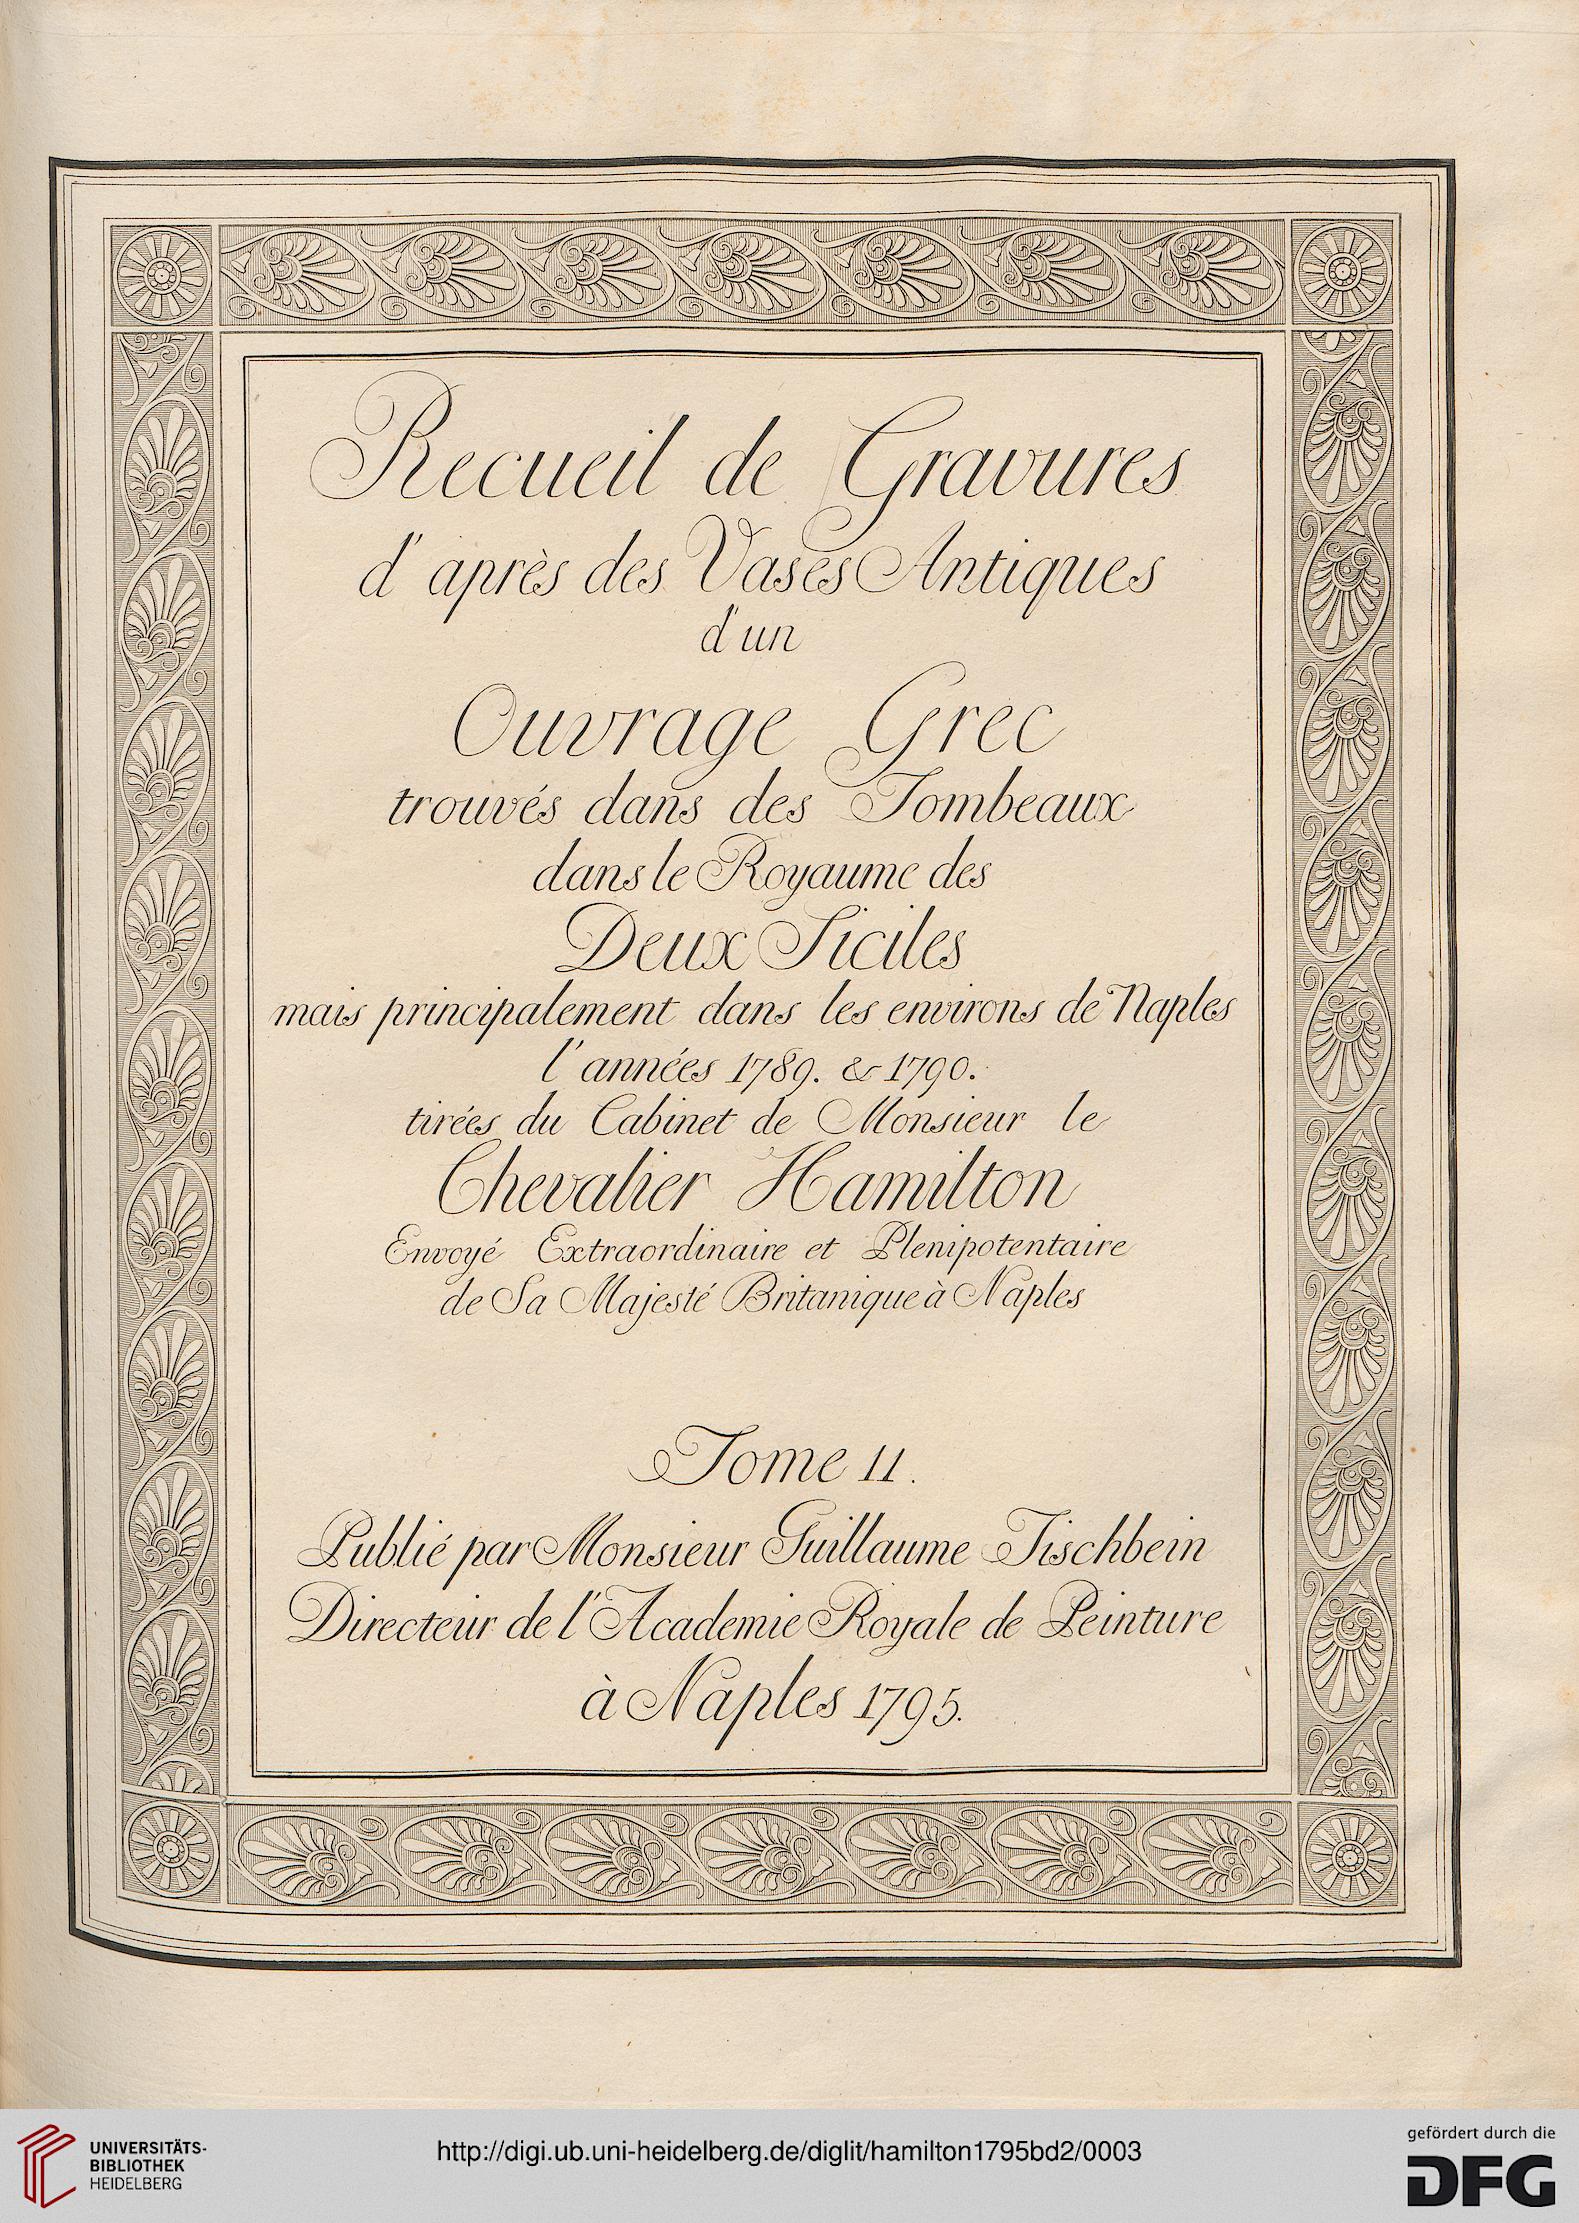 Recueil de Gravures
d'après des Vases Antiques
d'un
Ouvrage Grec
trouvés dans des Tombeaux
dans le Royaume des
Deux Siciles
mais principalement dans les environs de Naples
l'années 1789. & 1790.
tirées du Cabinet de Monsieur le
Chevalier Hamilton
Envoyé Extraordinaire et Plenipotentaire
de Sa Majesté Britanique à Naples
Tome II.
Publié par Monsieur Guillaume Tischbein
Directeur de l'Academie Royale de Peinture
à Naples 1795.
UNIVERSITÄTS-
BIBLIOTHEK
HEIDELBERG
http://digi.ub.uni-heidelberg.de/diglit/hamilton1795bd2/0003
gefördert durch die
DFG